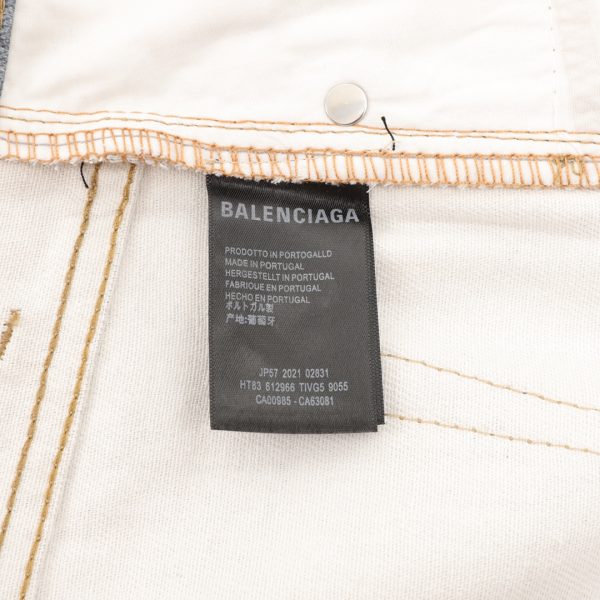 BALENCIAGA
PRODOTTO IN PORTOGALLD
MADE IN PORTUGAL
HERGESTELLT IN PORTUGAL
FABRIQUE EN PORTUGAL
HECHO EN PORTUGAL
ポルトガル製
产地:葡萄牙
JP57 2021 02831
HT83 612966 TIVG5 9055
CA00985 - CA63081